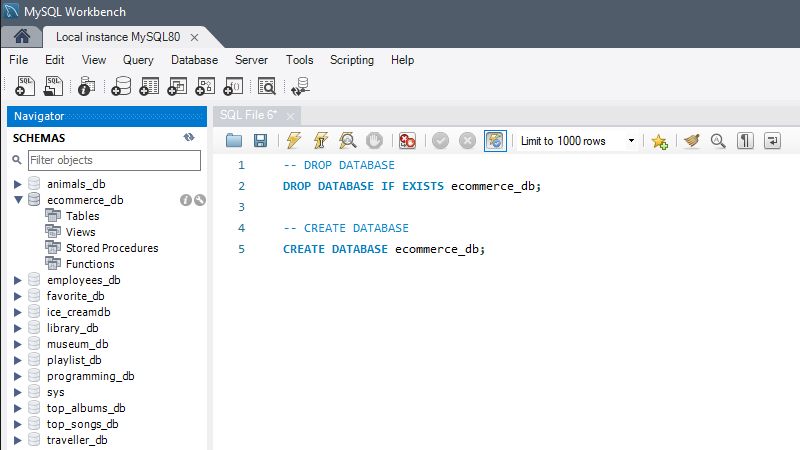 MySQL Workbench
Local instance MySQL80
File Edit View Query Database Server Tools Scripting Help
Navigator
SCHEMAS
Filter objects
animals_db
ecommerce_db
Tables
Views
Stored Procedures
Functions
employees_db
favorite_db
ice_creamdb
library_db
museum_db
playlist_db
programming_db
sys
top_albums_db
top_songs_db
traveller_db
SQL File 6*
Limit to 1000 rows
1 -- DROP DATABASE
2 DROP DATABASE IF EXISTS ecommerce_db;
3
4 -- CREATE DATABASE
5 CREATE DATABASE ecommerce_db;